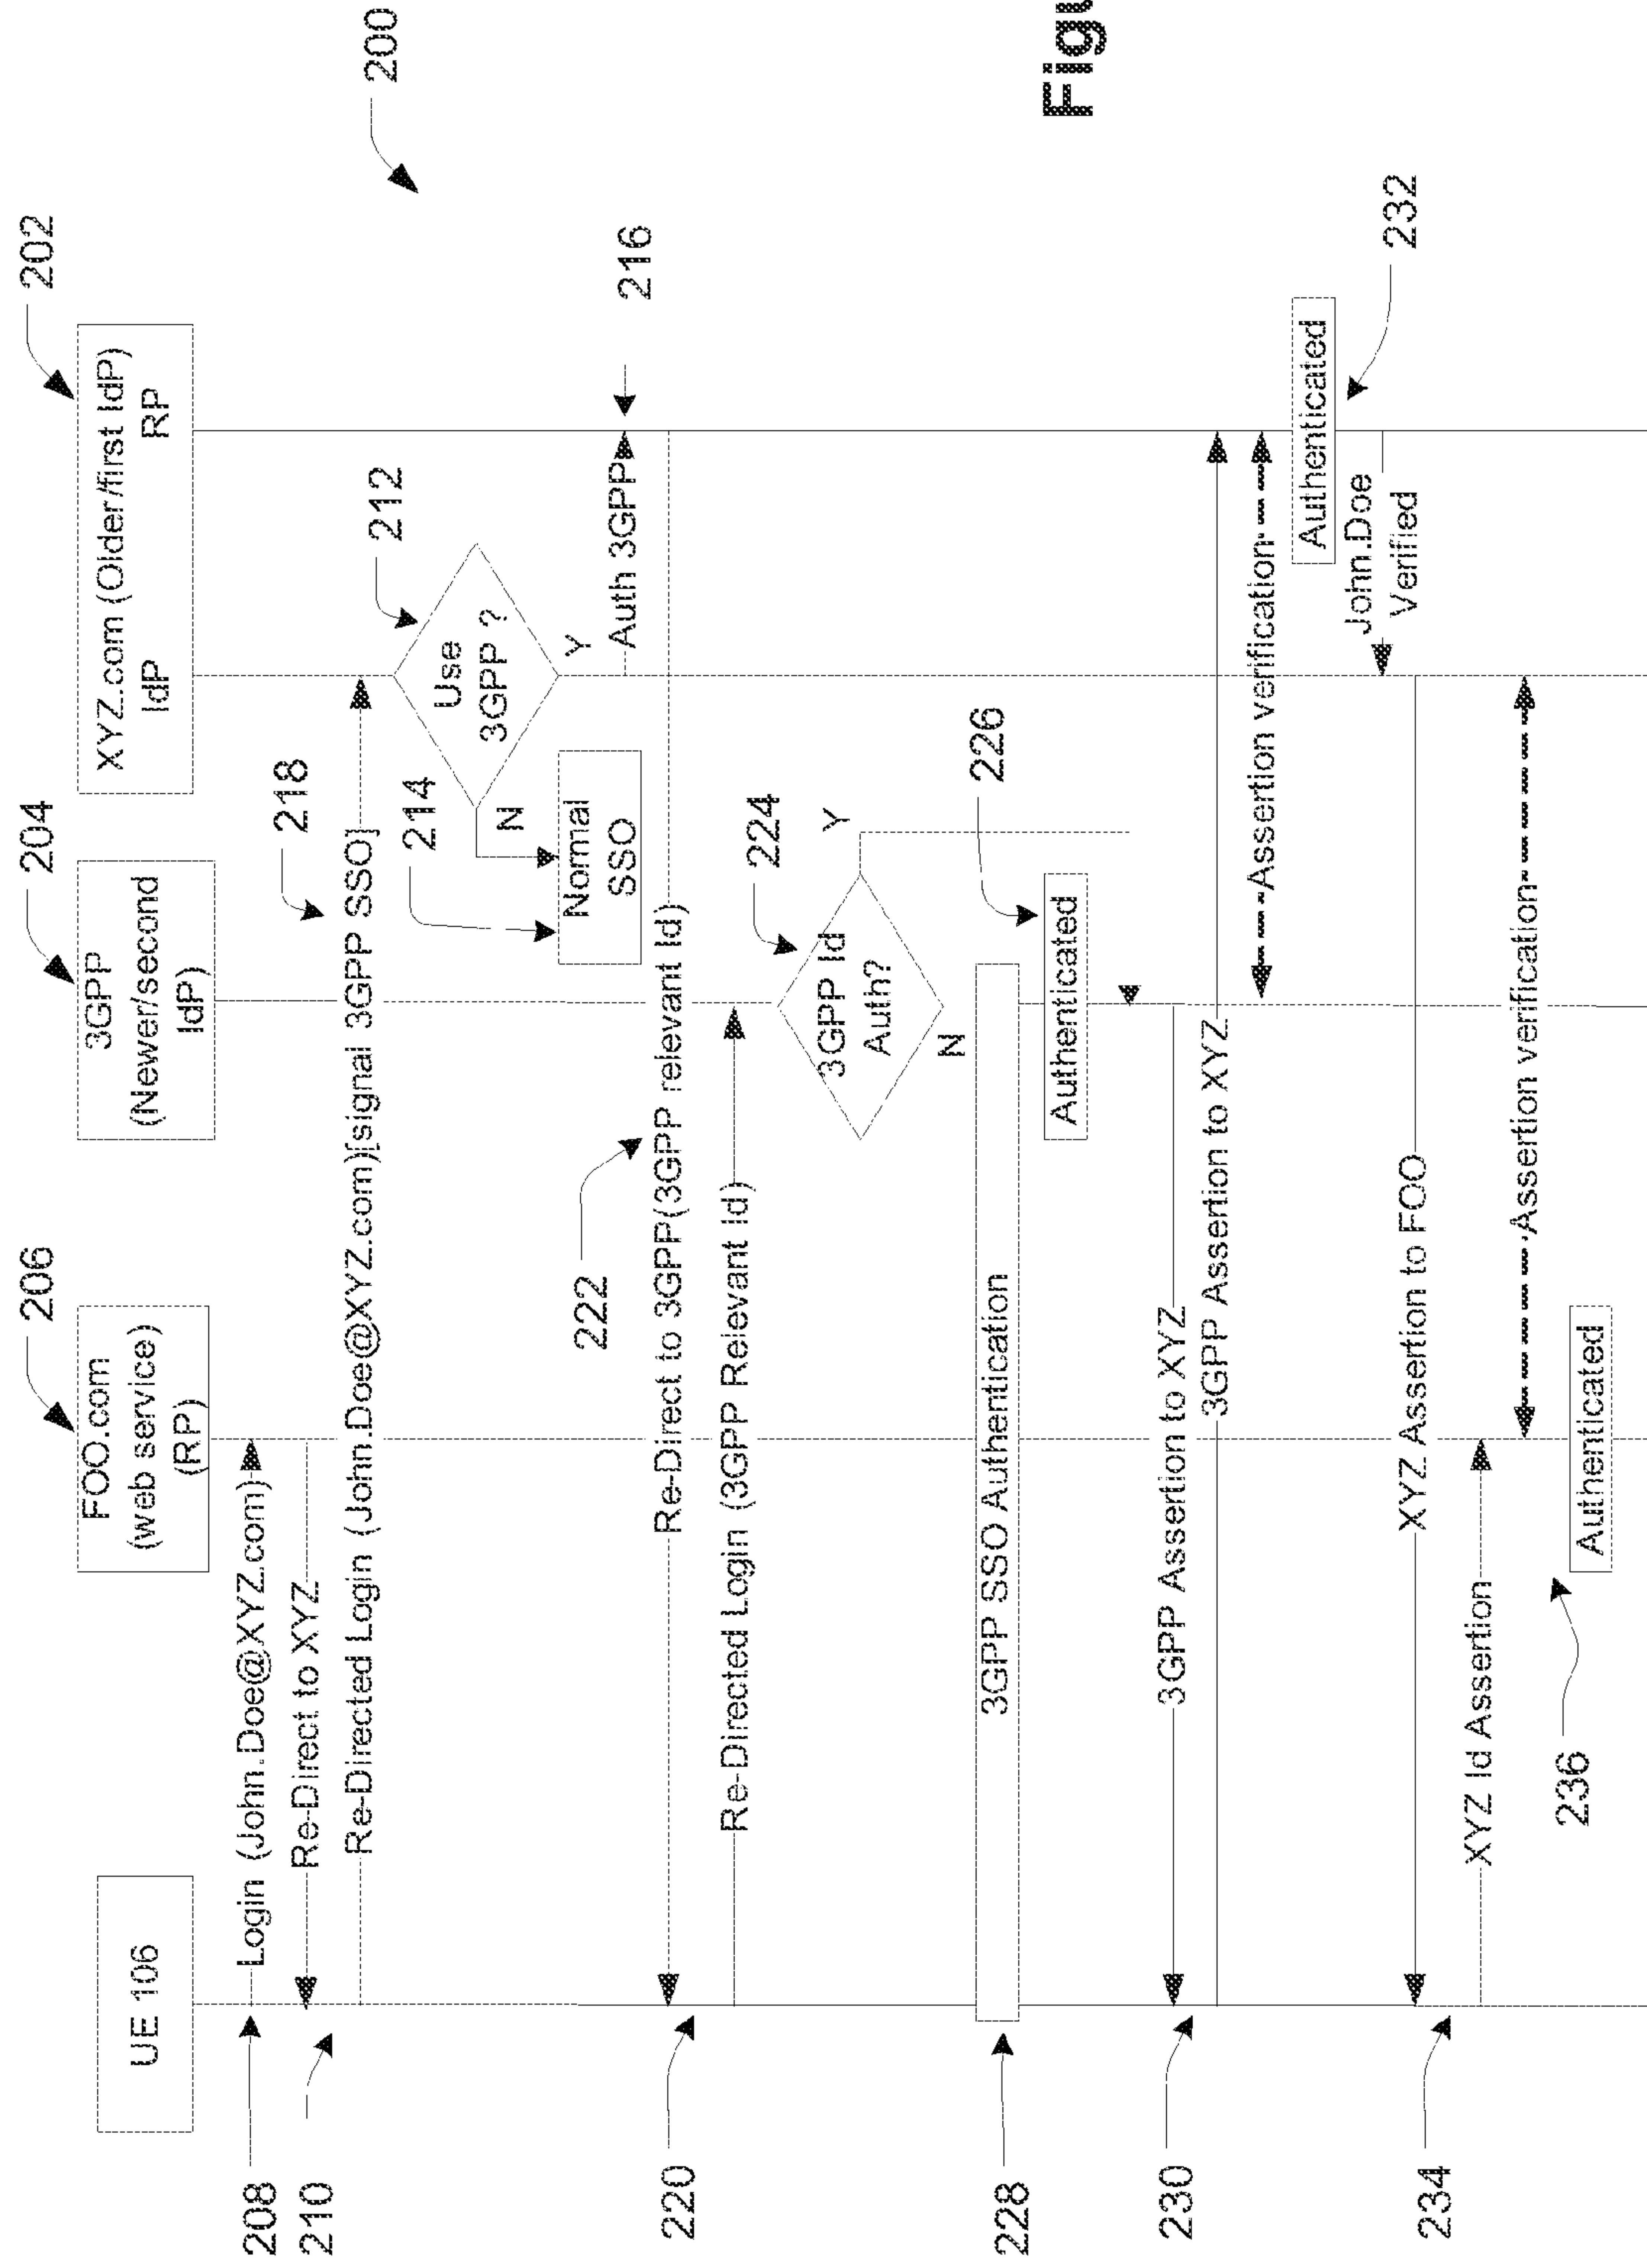 200
202
204
206
UE 106
FOO.com
(web service)
(RP)
3GPP
(Newer/second
IdP)
XYZ.com (Older/first IdP)
IdP
RP
208
Login (John.Doe@XYZ.com)
210
Re-Direct to XYZ
218
Re-Directed Login (John.Doe@XYZ.com)[signal 3GPP SSO]
212
Use
3GPP ?
N
Y
214
Normal
SSO
Auth 3GPP
216
220
222
Re-Direct to 3GPP(3GPP relevant Id)
Re-Directed Login (3GPP Relevant Id)
224
3GPP Id
Auth?
Y
N
228
3GPP SSO Authentication
226
Authenticated
230
3GPP Assertion to XYZ
3GPP Assertion to XYZ
Assertion verification
Authenticated
232
John.Doe
Verified
234
XYZ Assertion to FOO
XYZ Id Assertion
Assertion verification
236
Authenticated